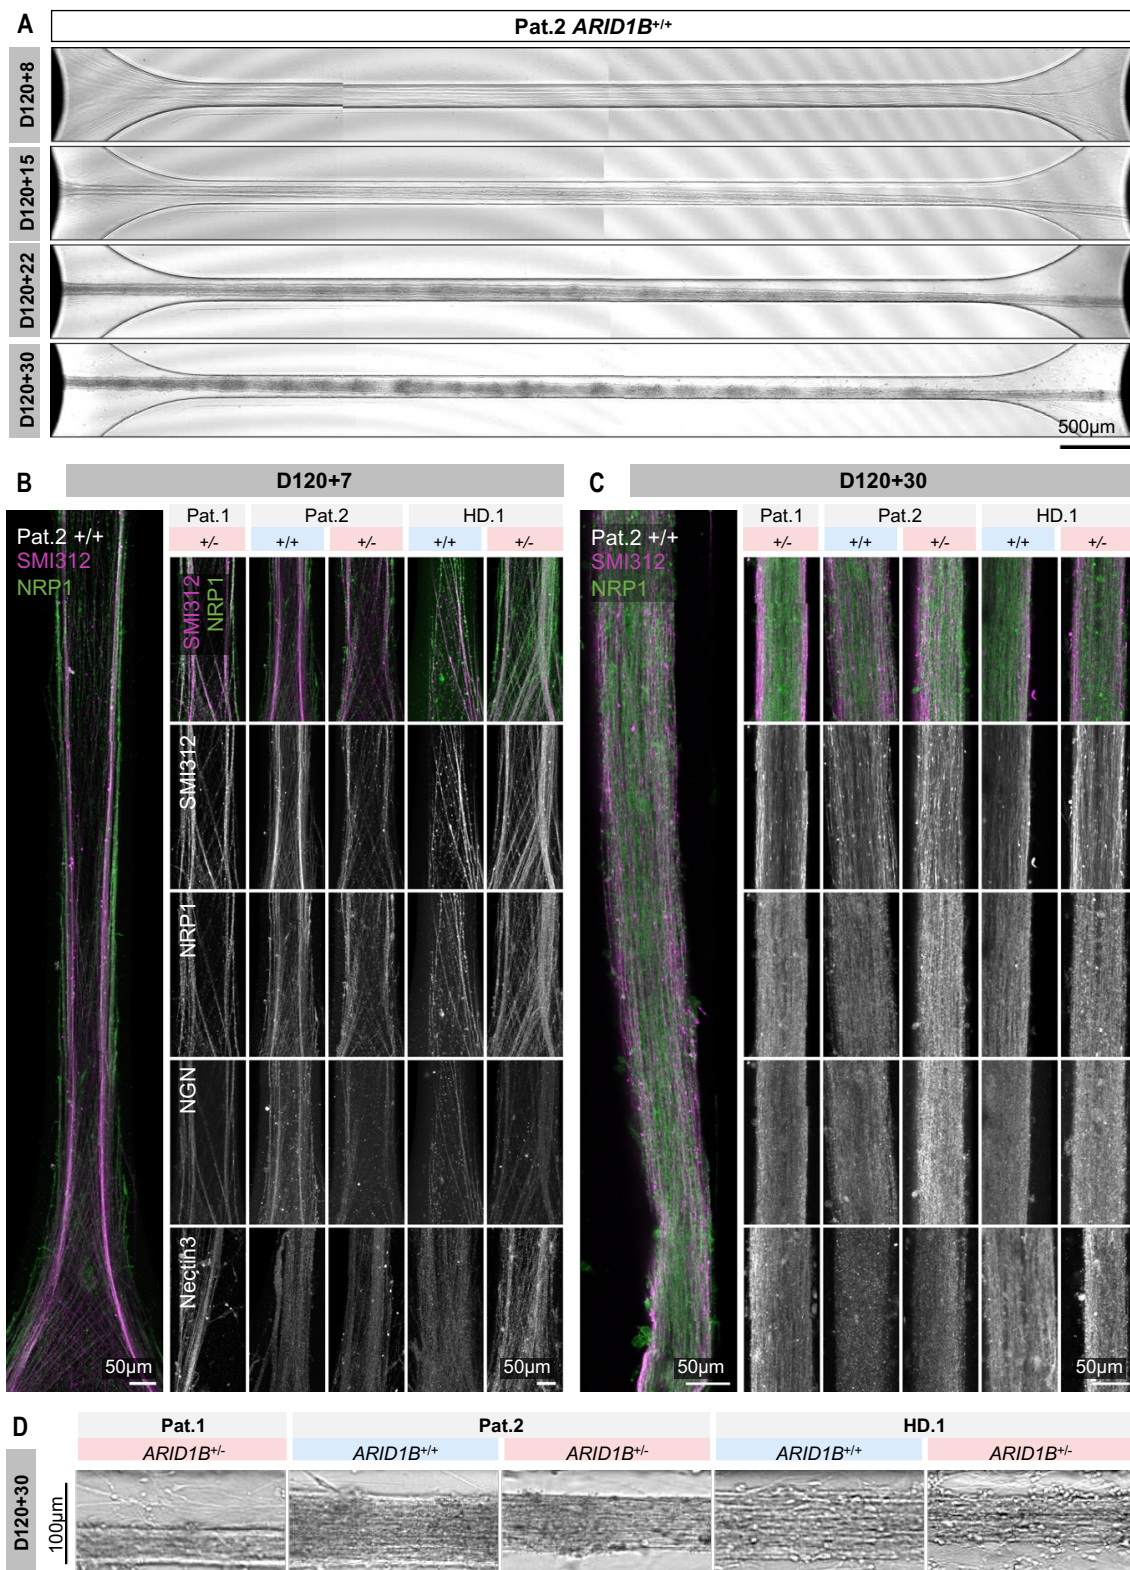 A
Pat.2 ARID1B+/+
D120+8
D120+15
D120+22
D120+30
500µm
B
D120+7
Pat.2 +/+
SMI312
NRP1
Pat.1 Pat.2 HD.1
+/- +/+ +/- +/+ +/-
SMI312
NRP1
SMI312
NRP1
NGN
Nectin3
50µm
50µm
C
D120+30
Pat.2 +/+
SMI312
NRP1
Pat.1 Pat.2 HD.1
+/- +/+ +/- +/+ +/-
50µm
50µm
D
Pat.1 Pat.2 HD.1
ARID1B+/- ARID1B+/+ ARID1B+/- ARID1B+/+ ARID1B+/-
D120+30
100µm